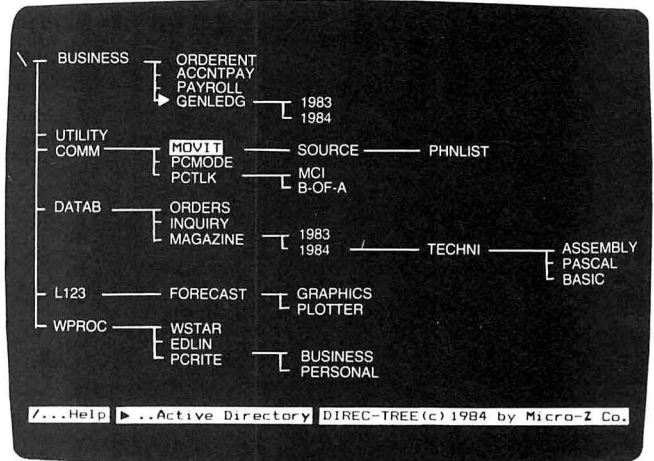 \ BUSINESS ORDERENT
ACCNTPAY
PAYROLL
► GENLEDG 1983
1984
UTILITY
COMM MOVIT SOURCE PHNLIST
PCMODE
PCTLK MCI
B-OF-A
DATAB ORDERS
INQUIRY
MAGAZINE 1983
1984 TECHNI ASSEMBLY
PASCAL
BASIC
L123 FORECAST GRAPHICS
PLOTTER
WPROC WSTAR
EDLIN
PCRITE BUSINESS
PERSONAL
/...Help ► ..Active Directory DIREC-TREE(c)1984 by Micro-Z Co.